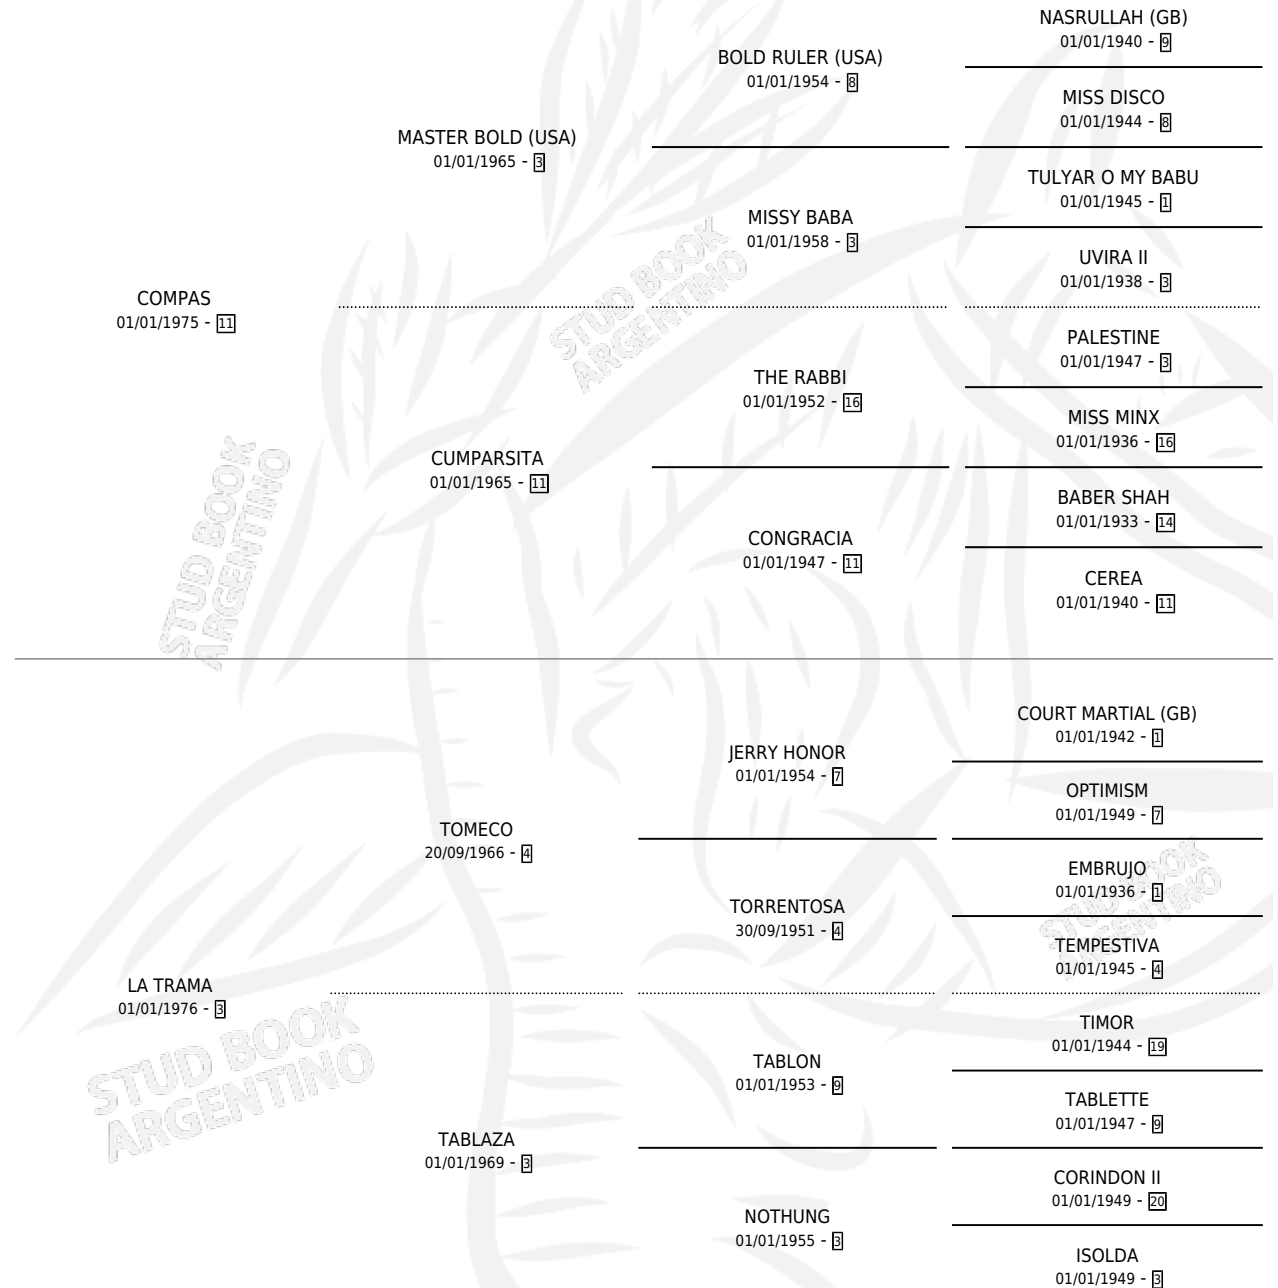 NASRULLAH (GB)
01/01/1940 - 9
BOLD RULER (USA)
01/01/1954 - 8
MISS DISCO
01/01/1944 - 8
MASTER BOLD (USA)
01/01/1965 - 3
TULYAR O MY BABU
01/01/1945 - 1
MISSY BABA
01/01/1958 - 3
UVIRA II
01/01/1938 - 3
COMPAS
01/01/1975 - 11
PALESTINE
01/01/1947 - 3
THE RABBI
01/01/1952 - 16
MISS MINX
01/01/1936 - 16
CUMPARSITA
01/01/1965 - 11
BABER SHAH
01/01/1933 - 14
CONGRACIA
01/01/1947 - 11
CEREA
01/01/1940 - 11
COURT MARTIAL (GB)
01/01/1942 - 1
JERRY HONOR
01/01/1954 - 7
OPTIMISM
01/01/1949 - 7
TOMECO
20/09/1966 - 4
EMBRUJO
01/01/1936 - 1
TORRENTOSA
30/09/1951 - 4
TEMPESTIVA
01/01/1945 - 4
LA TRAMA
01/01/1976 - 3
TIMOR
01/01/1944 - 19
TABLON
01/01/1953 - 9
TABLETTE
01/01/1947 - 9
TABLAZA
01/01/1969 - 3
CORINDON II
01/01/1949 - 20
NOTHUNG
01/01/1955 - 3
ISOLDA
01/01/1949 - 3
STUD BOOK
ARGENTINO
STUD BOOK
ARGENTINO
STUD BOOK
ARGENTINO
STUD BOOK
ARGENTINO